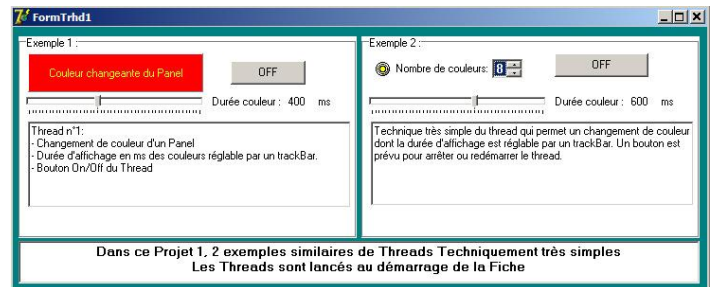 FormTrhd1
Exemple 1 :
Couleur changeante du Panel
OFF
Durée couleur : 400 ms
Thread n°1:
- Changement de couleur d'un Panel
- Durée d'affichage en ms des couleurs réglable par un trackBar.
- Bouton On/Off du Thread
Exemple 2 :
Nombre de couleurs: 8
OFF
Durée couleur : 600 ms
Technique très simple du thread qui permet un changement de couleur
dont la durée d'affichage est réglable par un trackBar. Un bouton est
prévu pour arrêter ou redémarrer le thread.
Dans ce Projet 1, 2 exemples similaires de Threads Techniquement très simples
Les Threads sont lancés au démarrage de la Fiche